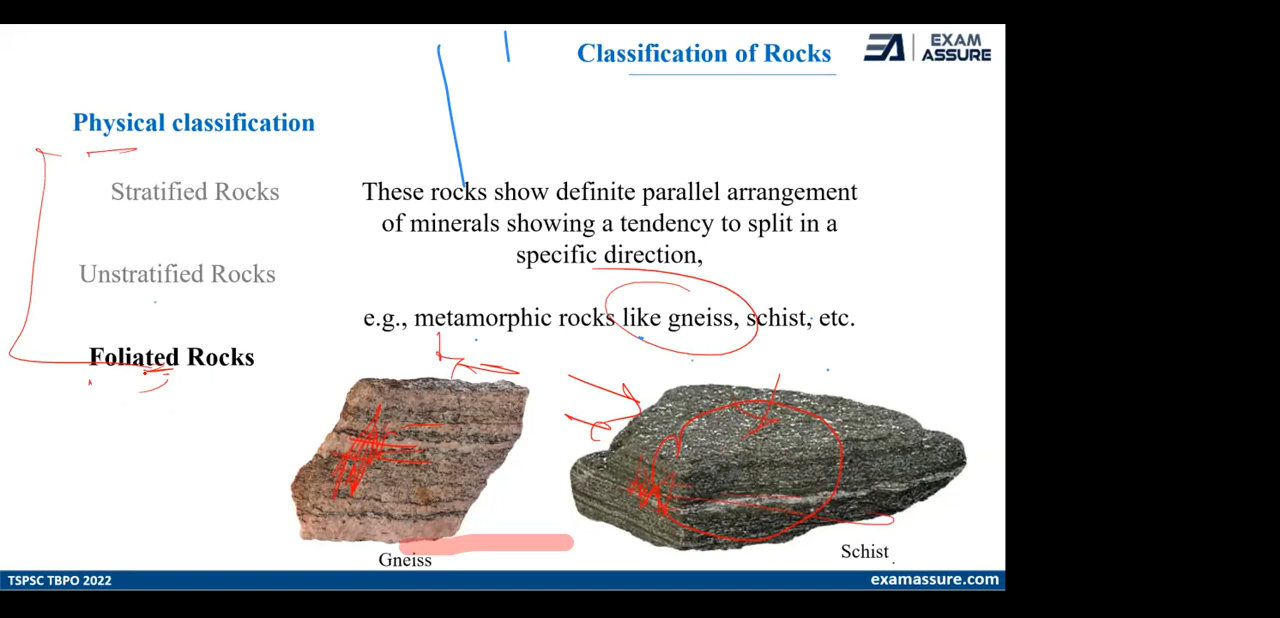 Classification of Rocks
EXAM
ASSURE
Physical classification
Stratified Rocks
These rocks show definite parallel arrangement
of minerals showing a tendency to split in a
specific direction,
Unstratified Rocks
e.g., metamorphic rocks like gneiss, schist, etc.
Foliated Rocks
Gneiss
Schist
TSPSC TBPO 2022
examassure.com